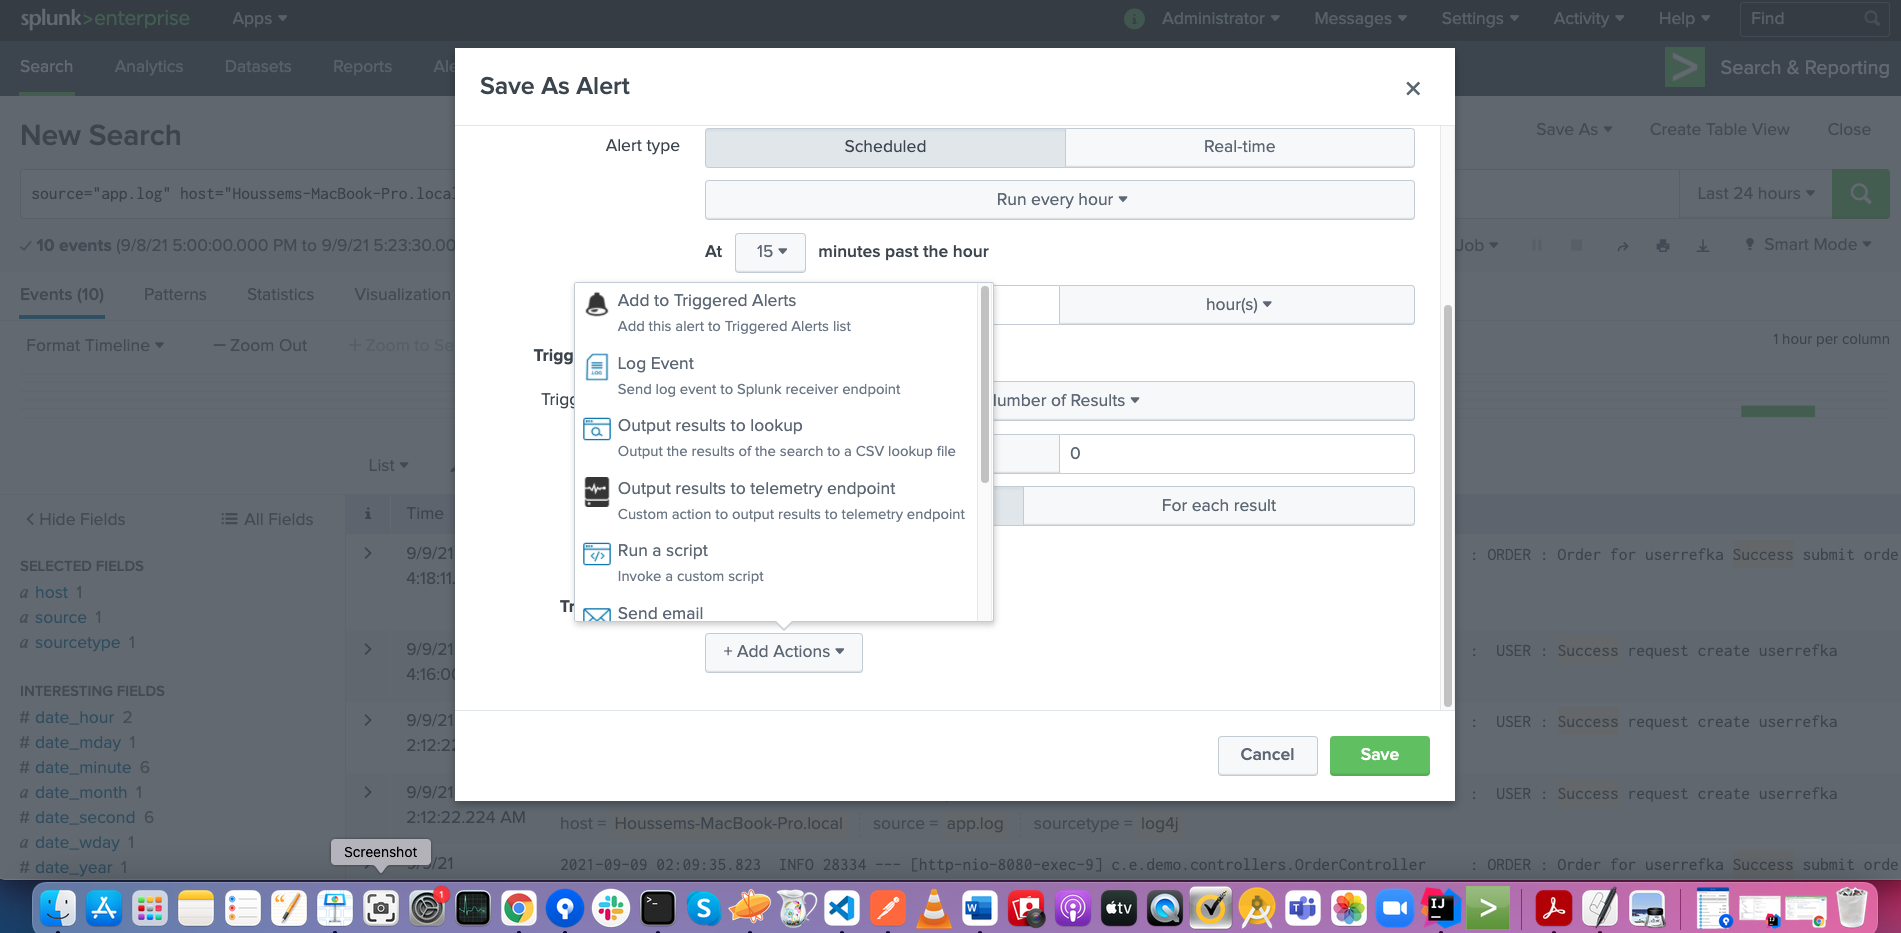 splunk>enterprise Apps Administrator Messages Settings Activity Help Find
Search Analytics Datasets Reports Search & Reporting
Save As Alert
New Search
Save As Create Table View Close
Alert type Scheduled Real-time
source="app.log" host="Houssems-MacBook-Pro.local
Last 24 hours
Run every hour
10 events (9/8/21 5:00:00.000 PM to 9/9/21 5:23:30.00
Job Smart Mode
At 15 minutes past the hour
Events (10) Patterns Statistics Visualization
hour(s)
Add to Triggered Alerts
Add this alert to Triggered Alerts list
Format Timeline — Zoom Out + Zoom to Se
1 hour per column
Log Event
Send log event to Splunk receiver endpoint
Number of Results
Output results to lookup
Output the results of the search to a CSV lookup file
0
List
Output results to telemetry endpoint
Custom action to output results to telemetry endpoint
For each result
< Hide Fields All Fields
i Time
Run a script
Invoke a custom script
Send email
+ Add Actions
Cancel Save
SELECTED FIELDS
a host 1
a source 1
a sourcetype 1
INTERESTING FIELDS
# date_hour 2
# date_mday 1
# date_minute 6
a date_month 1
# date_second 6
a date_wday 1
# date_year 1
9/9/21
4:18:11.
: ORDER : Order for userrefka Success submit orde
9/9/21
4:16:00
: USER : Success request create userrefka
9/9/21
2:12:22
: USER : Success request create userrefka
9/9/21
2:12:22.224 AM
: USER : Success request create userrefka
host = Houssems-MacBook-Pro.local source = app.log sourcetype = log4j
9/21
2021-09-09 02:09:35.823 INFO 28334 --- [http-nio-8080-exec-9] c.e.demo.controllers.OrderController : ORDER : Order for userrefka Success submit orde
Screenshot
1
tv